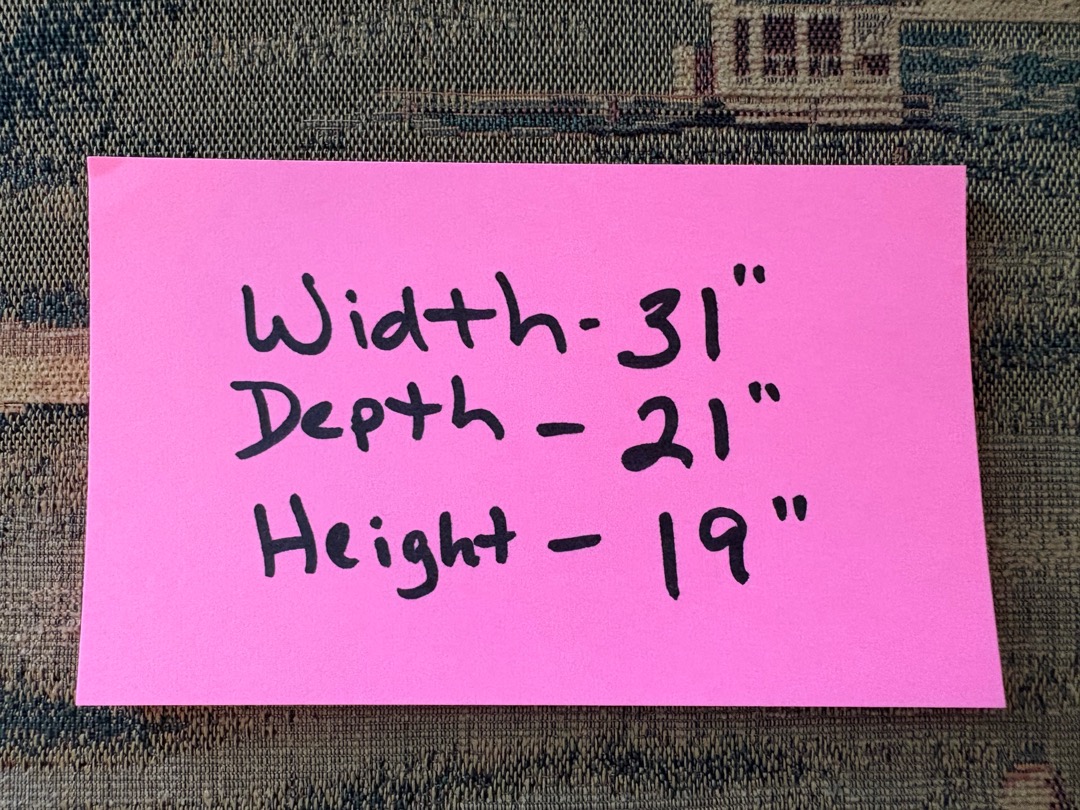 Width- 31"
Depth - 21"
Height - 19"